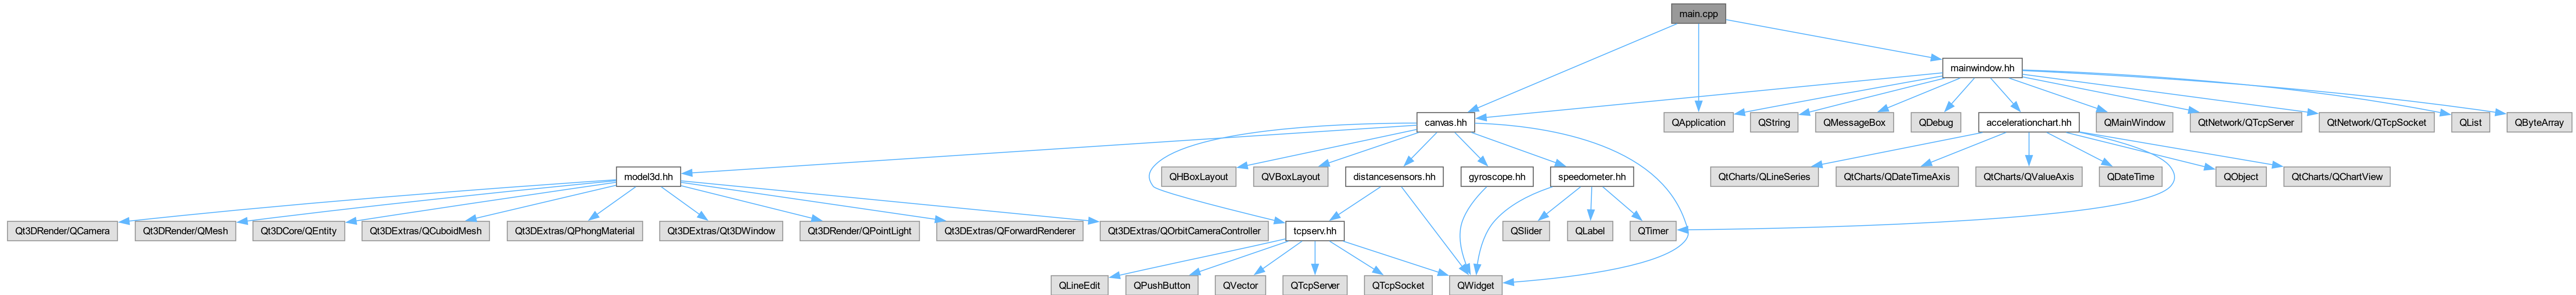 main.cpp
mainwindow.hh
canvas.hh
QApplication
QString
QMessageBox
QDebug
accelerationchart.hh
QMainWindow
QtNetwork/QTcpServer
QtNetwork/QTcpSocket
QList
QByteArray
model3d.hh
QHBoxLayout
QVBoxLayout
distancesensors.hh
gyroscope.hh
speedometer.hh
QtCharts/QLineSeries
QtCharts/QDateTimeAxis
QtCharts/QValueAxis
QDateTime
QObject
QtCharts/QChartView
Qt3DRender/QCamera
Qt3DRender/QMesh
Qt3DCore/QEntity
Qt3DExtras/QCuboidMesh
Qt3DExtras/QPhongMaterial
Qt3DExtras/Qt3DWindow
Qt3DRender/QPointLight
Qt3DExtras/QForwardRenderer
Qt3DExtras/QOrbitCameraController
tcpserv.hh
QSlider
QLabel
QTimer
QLineEdit
QPushButton
QVector
QTcpServer
QTcpSocket
QWidget